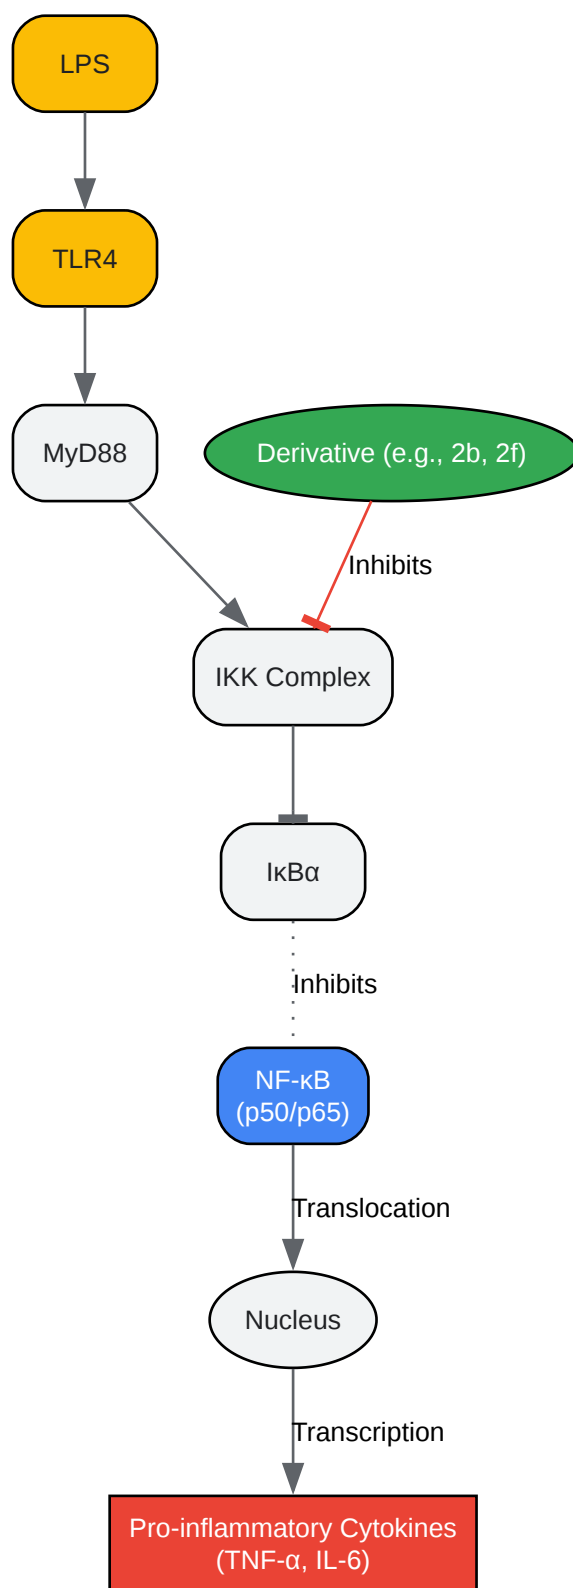 LPS
TLR4
MyD88
Derivative (e.g., 2b, 2f)
Inhibits
IKK Complex
IκBα
Inhibits
NF-κB
(p50/p65)
Translocation
Nucleus
Transcription
Pro-inflammatory Cytokines
(TNF-α, IL-6)